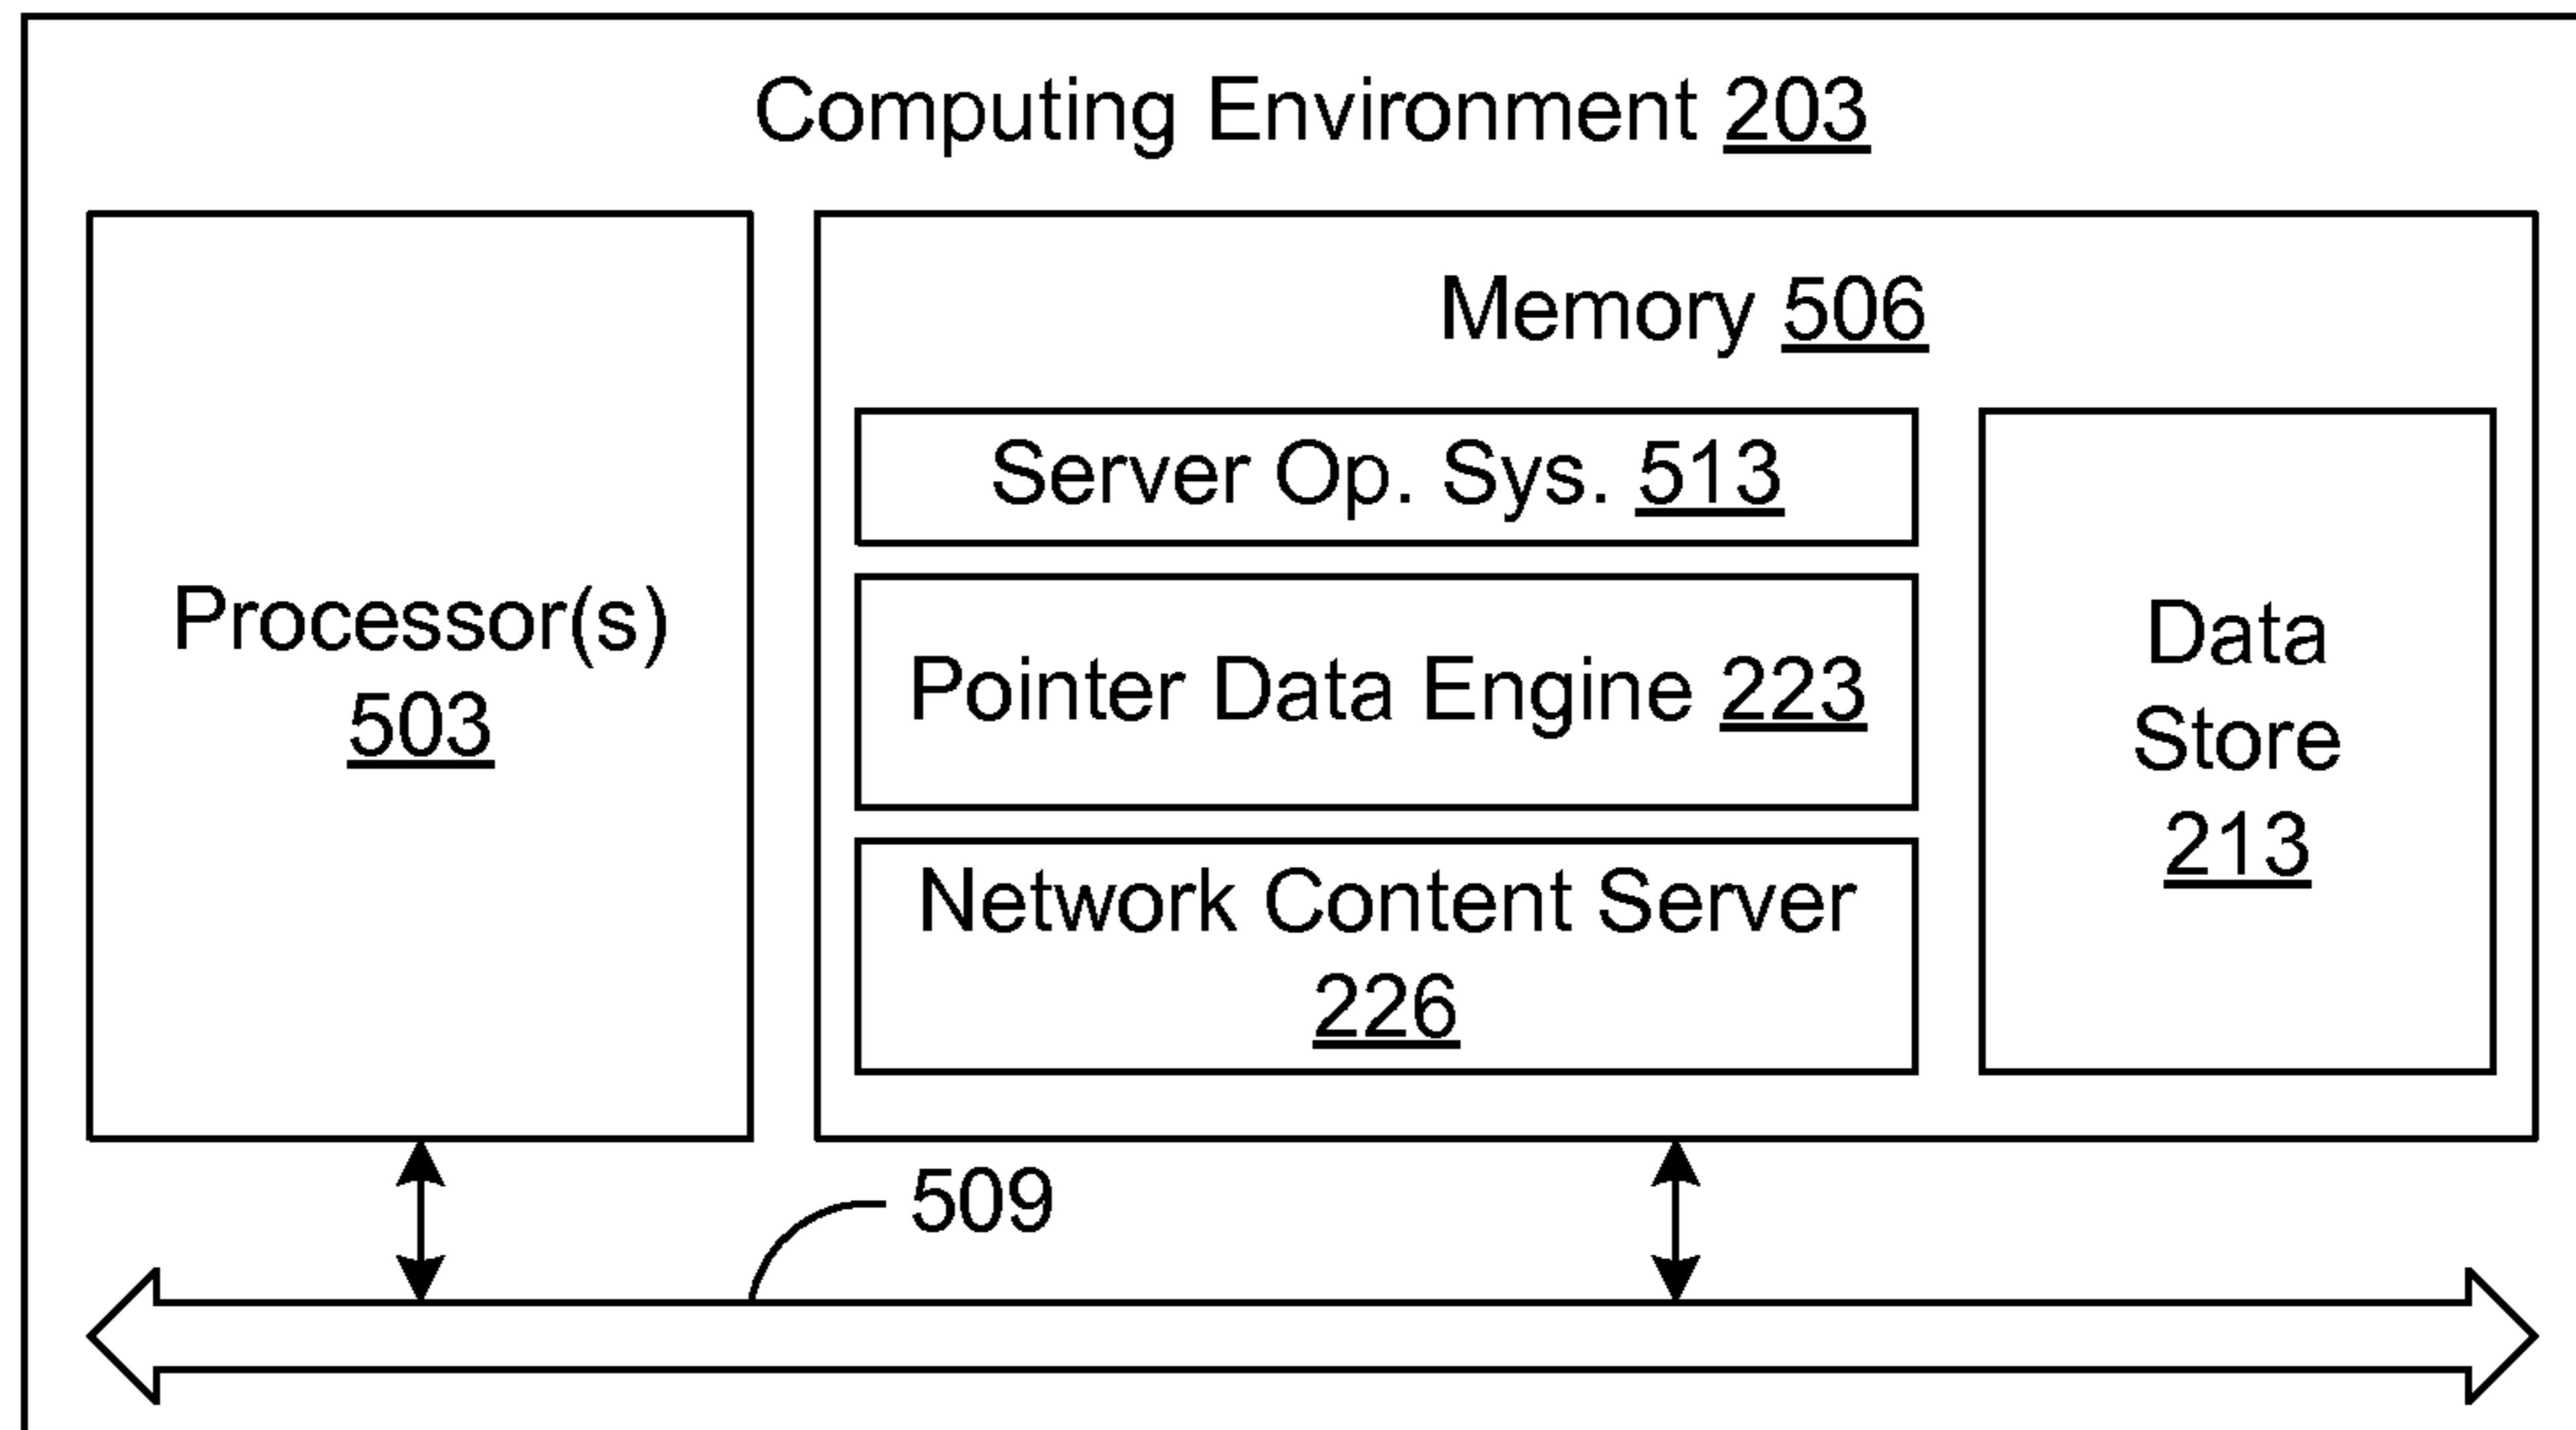 Computing Environment 203
Processor(s)
503
Memory 506
Server Op. Sys. 513
Pointer Data Engine 223
Network Content Server
226
Data
Store
213
509